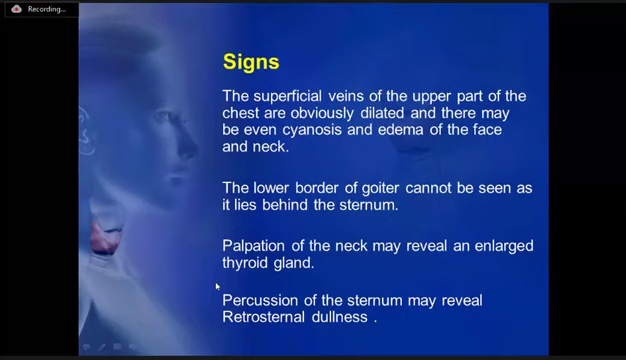 Recording...
Signs
The superficial veins of the upper part of the
chest are obviously dilated and there may
be even cyanosis and edema of the face
and neck.
The lower border of goiter cannot be seen as
it lies behind the sternum.
Palpation of the neck may reveal an enlarged
thyroid gland.
Percussion of the sternum may reveal
Retrosternal dullness .